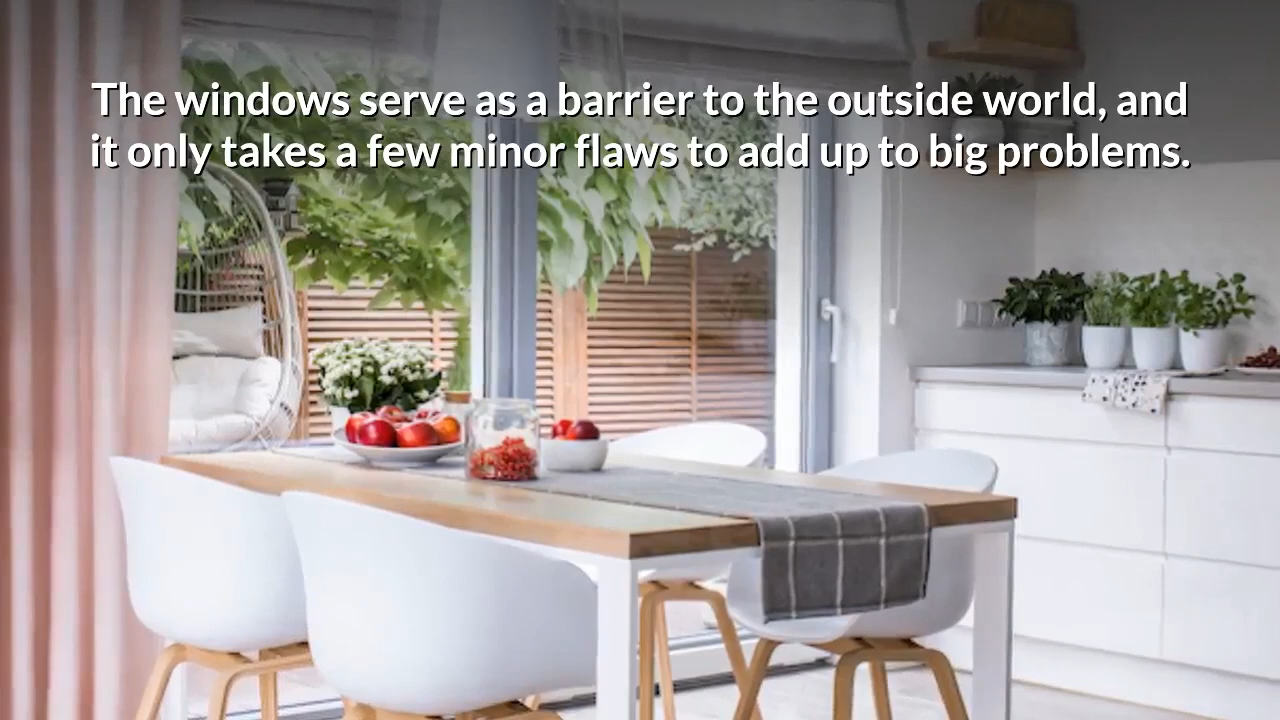 The windows serve as a barrier to the outside world, and
it only takes a few minor flaws to add up to big problems.